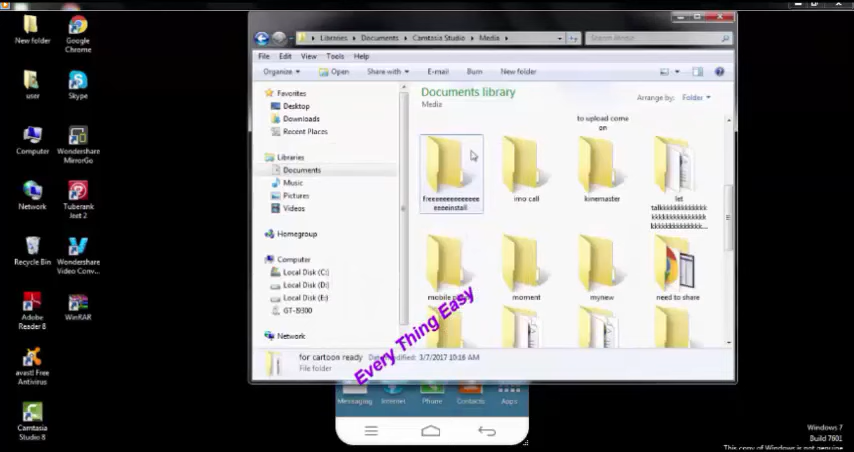 New folder
Google
Chrome
user
Skype
Computer
Wondershare
MirrorGo
Network
Tuberank
Jeet 2
Recycle Bin
Wondershare
Video Conv...
Adobe
Reader 8
WinRAR
avast! Free
Antivirus
Camtasia
Studio 8
Libraries
Documents
Camtasia Studio
Media
File
Edit
View
Tools
Help
Organize
Open
Share with
E-mail
Burn
New folder
Favorites
Desktop
Downloads
Recent Places
Libraries
Documents
Music
Pictures
Videos
Homegroup
Computer
Local Disk (C:)
Local Disk (D:)
Local Disk (E:)
GT-I9300
Network
Documents library
Media
Arrange by: Folder
to upload come
on
imo call
kinemaster
let
need to share
mobile
moment
mynew
for cartoon ready
3/7/2017 10:16 AM
File folder
Every Thing Easy
Messaging
Internet
Phone
Contacts
Apps
Windows 7
Build 7601
This copy of Windows is not genuine